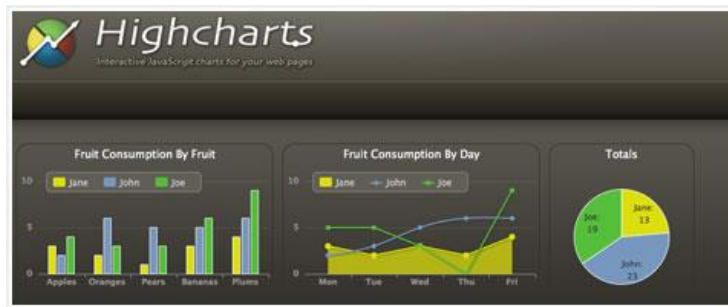 Highcharts
Interactive JavaScript charts for your web pages
Fruit Consumption By Fruit
Jane John Joe
10
5
0
Apples Oranges Pears Bananas Plums
Fruit Consumption By Day
Jane John Joe
10
5
0
Mon Tue Wed Thu Fri
Totals
Joe:
19
Jane:
13
John:
23